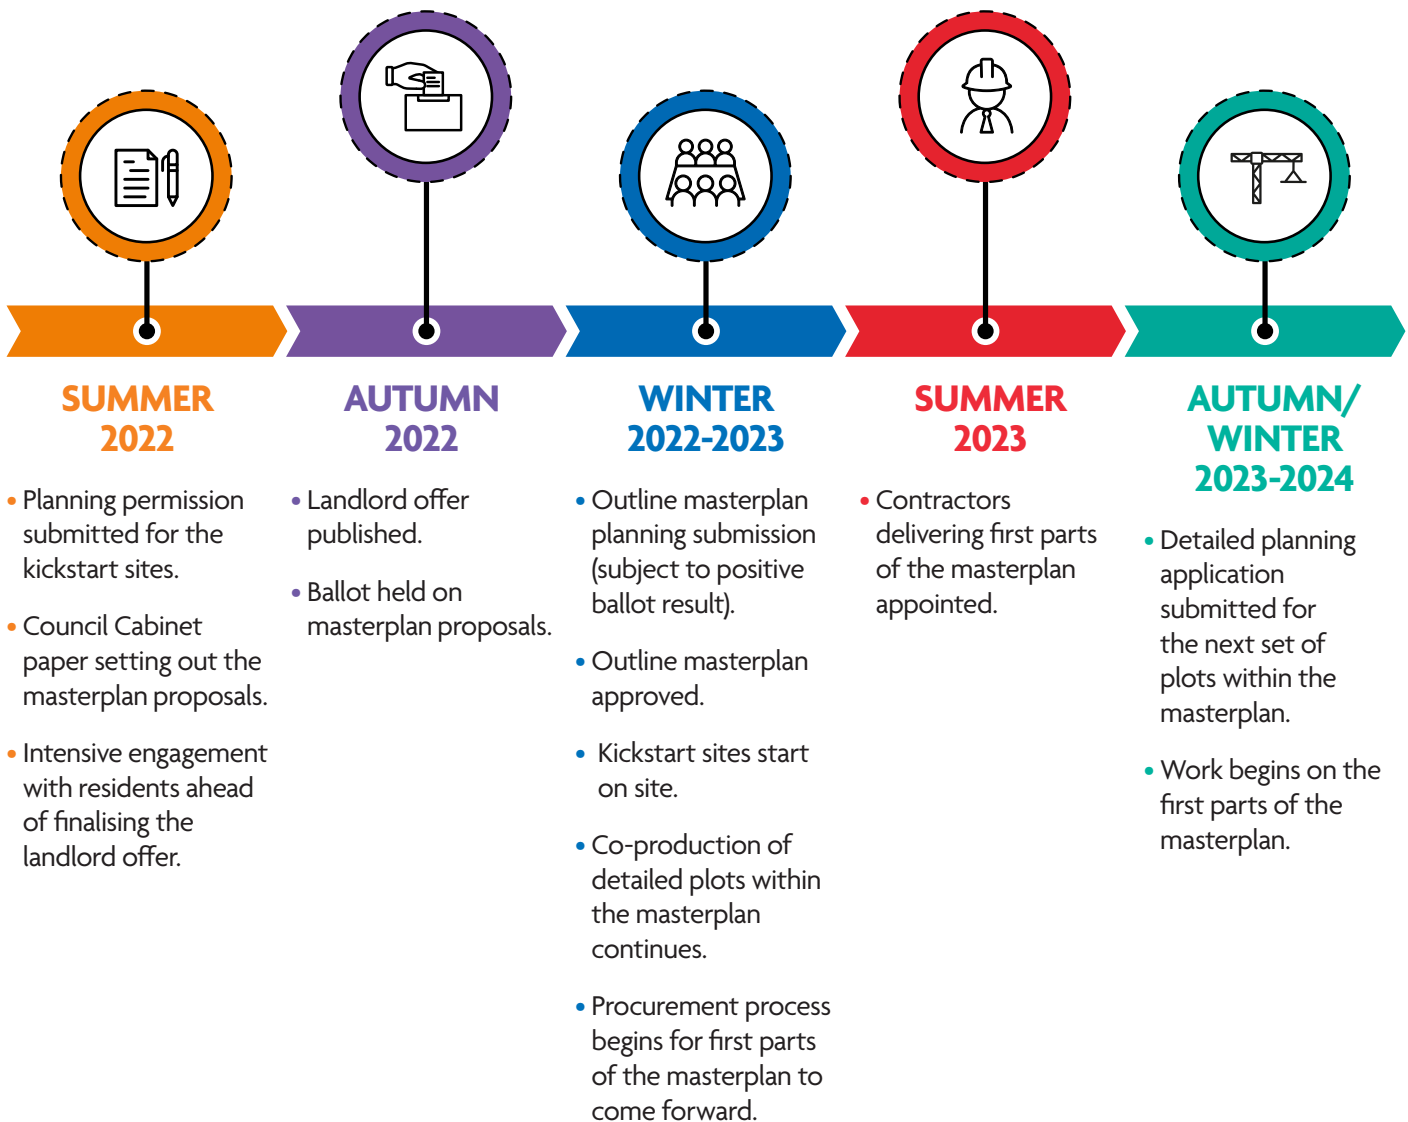 SUMMER
2022
• Planning permission
submitted for the
kickstart sites.
• Council Cabinet
paper setting out the
masterplan proposals.
• Intensive engagement
with residents ahead
of finalising the
landlord offer.
AUTUMN
2022
• Landlord offer
published.
• Ballot held on
masterplan proposals.
WINTER
2022-2023
• Outline masterplan
planning submission
(subject to positive
ballot result).
• Outline masterplan
approved.
• Kickstart sites start
on site.
• Co-production of
detailed plots within
the masterplan
continues.
• Procurement process
begins for first parts
of the masterplan to
come forward.
SUMMER
2023
• Contractors
delivering first parts
of the masterplan
appointed.
AUTUMN/
WINTER
2023-2024
• Detailed planning
application
submitted for
the next set of
plots within the
masterplan.
• Work begins on the
first parts of the
masterplan.